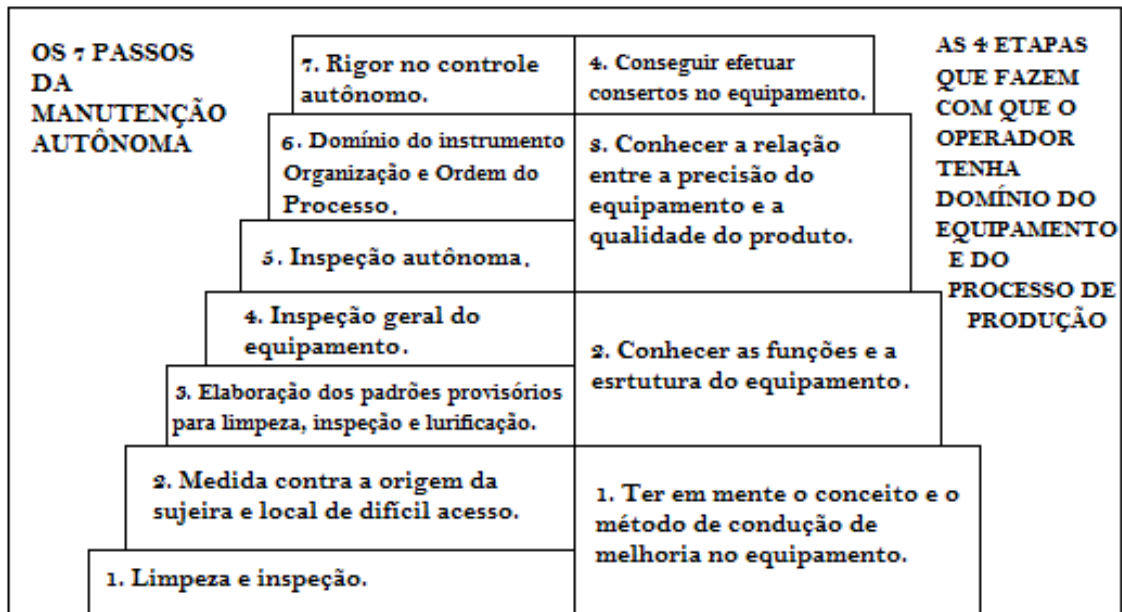 OS 7 PASSOS
DA
MANUTENÇÃO
AUTÔNOMA
7. Rigor no controle
autônomo.
6. Domínio do instrumento
Organização e Ordem do
Processo.
5. Inspeção autônoma.
4. Inspeção geral do
equipamento.
3. Elaboração dos padrões provisórios
para limpeza, inspeção e lurificação.
2. Medida contra a origem da
sujeira e local de difícil acesso.
1. Limpeza e inspeção.
4. Conseguir efetuar
consertos no equipamento.
3. Conhecer a relação
entre a precisão do
equipamento e a
qualidade do produto.
2. Conhecer as funções e a
esrtutura do equipamento.
1. Ter em mente o conceito e o
método de condução de
melhoria no equipamento.
AS 4 ETAPAS
QUE FAZEM
COM QUE O
OPERADOR
TENHA
DOMÍNIO DO
EQUIPAMENTO
E DO
PROCESSO DE
PRODUÇÃO